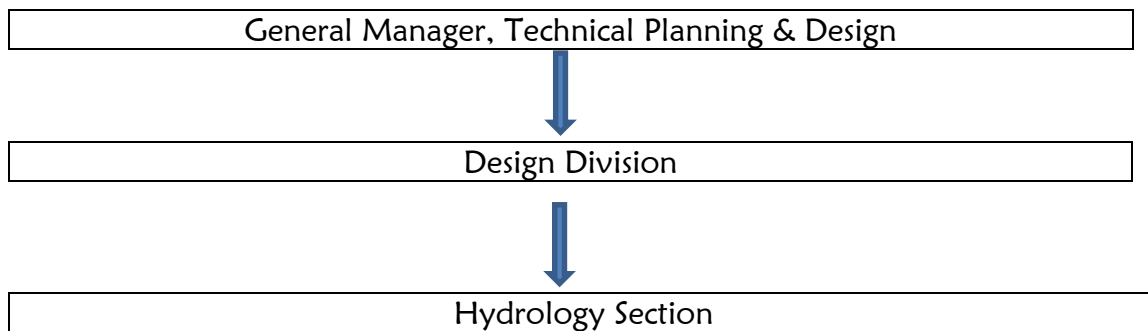 General Manager, Technical Planning & Design
Design Division
Hydrology Section